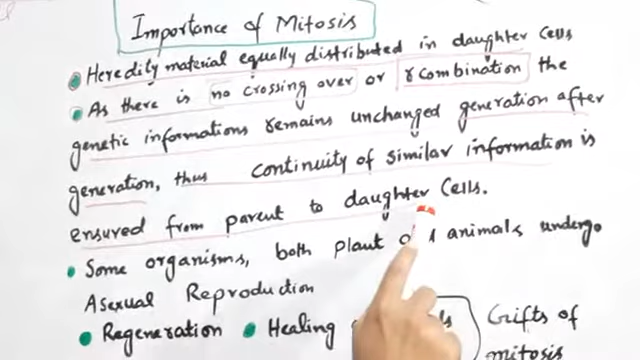 Importance of Mitosis
Heredity material equally distributed in daughter cells
As there is no crossing over or recombination the
genetic informations remains unchanged generation after
generation, thus continuity of similar information is
ensured from parent to daughter cells.
Some organisms, both plant animals undergo
Asexual Reproduction
Regeneration Healing Gifts of
mitosis